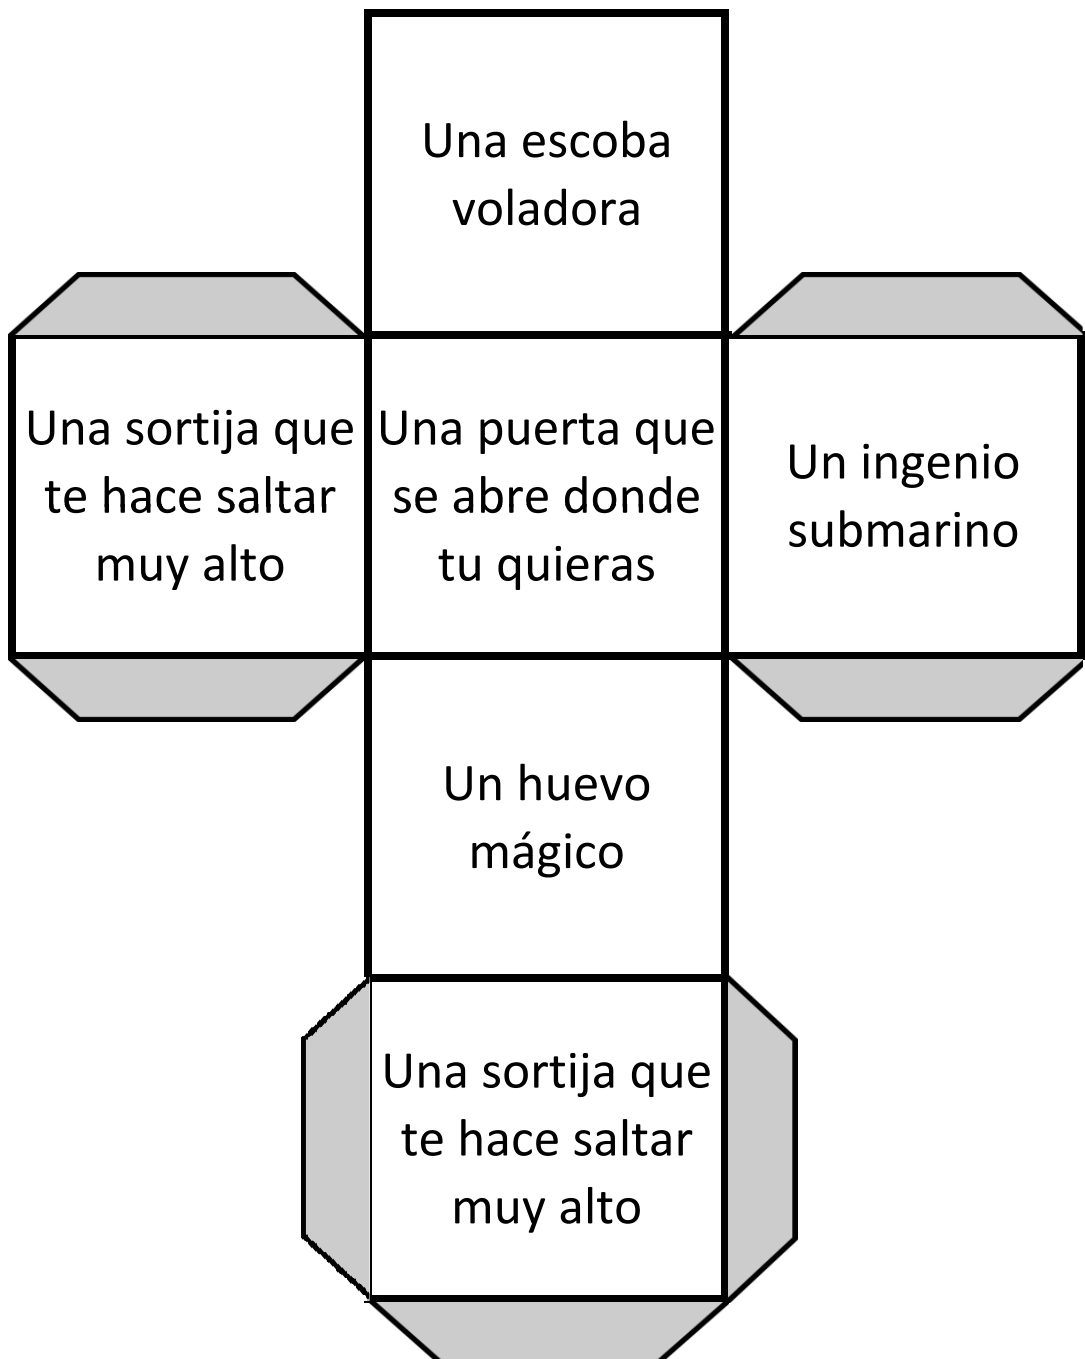 Una escoba
voladora
Una sortija que
te hace saltar
muy alto
Una puerta que
se abre donde
tu quieras
Un ingenio
submarino
Un huevo
mágico
Una sortija que
te hace saltar
muy alto